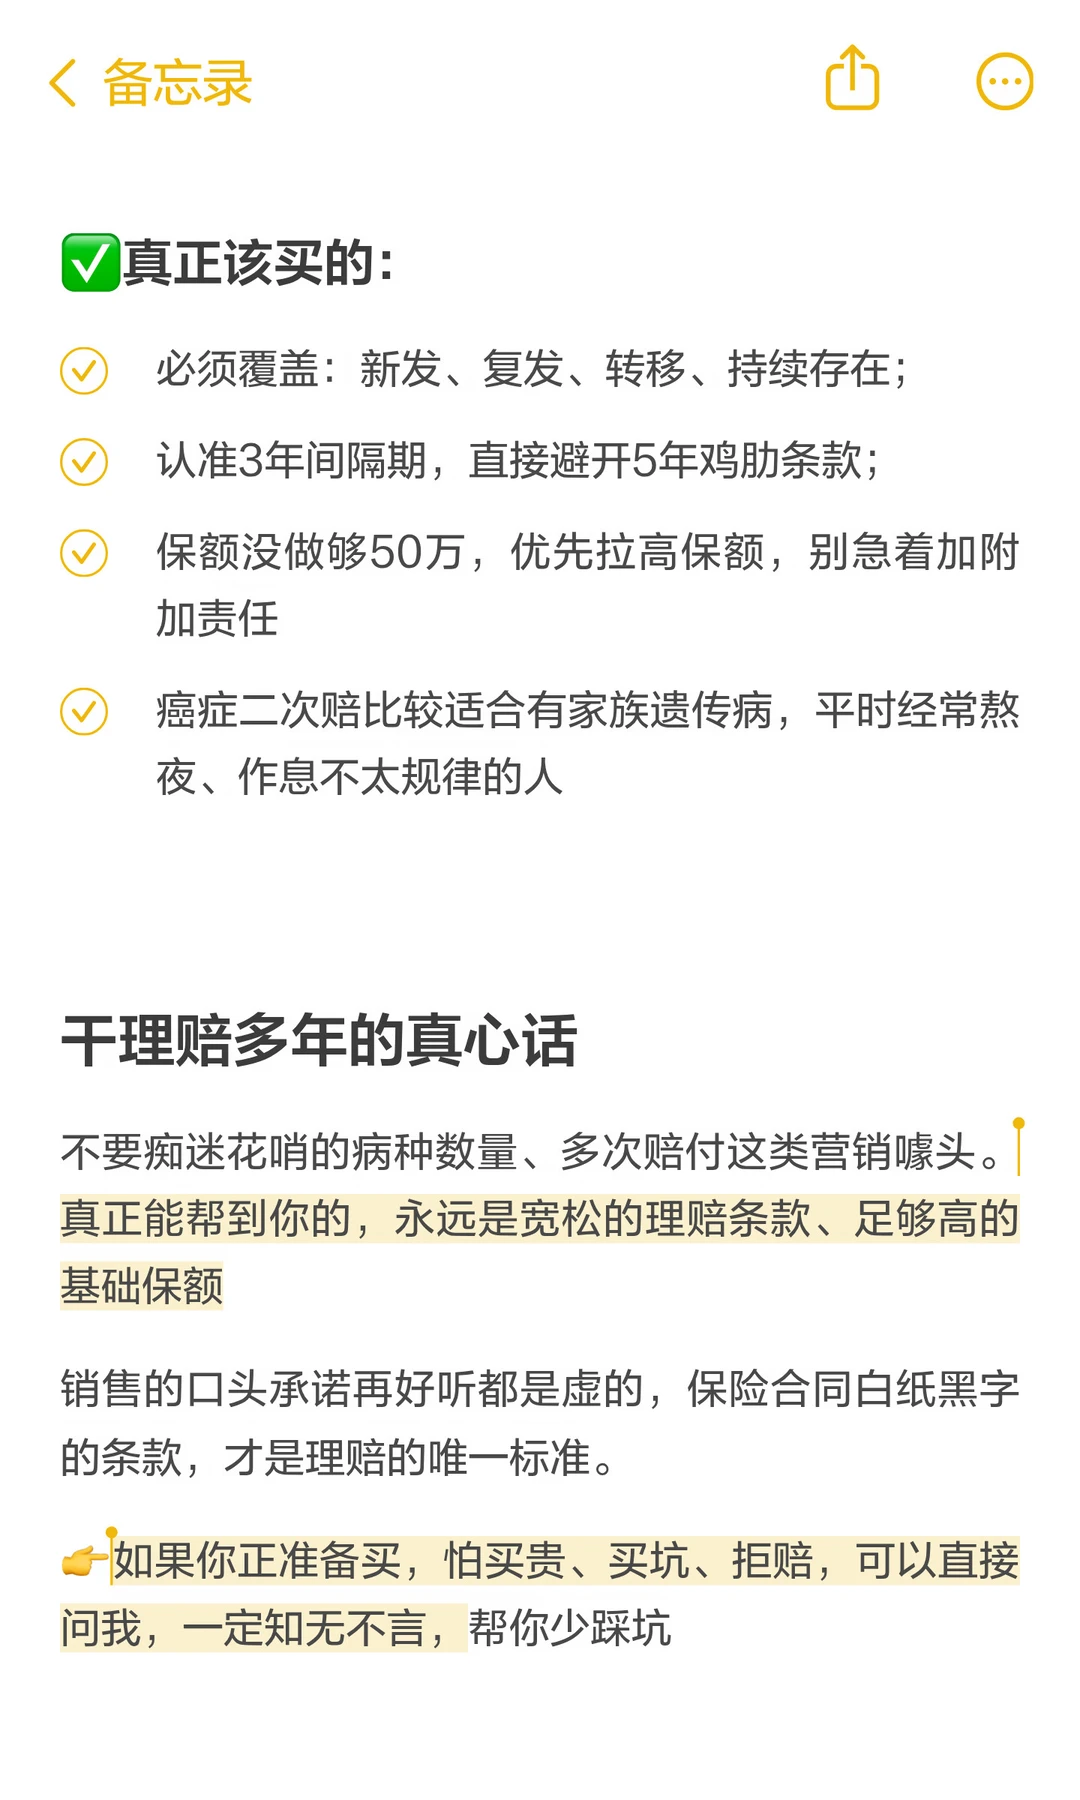 备忘录
✅真正该买的：
必须覆盖：新发、复发、转移、持续存在；
认准3年间隔期，直接避开5年鸡肋条款；
保额没做够50万，优先拉高保额，别急着加附
加责任
癌症二次赔比较适合有家族遗传病，平时经常熬
夜、作息不太规律的人
干理赔多年的真心话
不要痴迷花哨的病种数量、多次赔付这类营销噱头。
真正能帮到你的，永远是宽松的理赔条款、足够高的
基础保额
销售的口头承诺再好听都是虚的，保险合同白纸黑字
的条款，才是理赔的唯一标准。
👉如果你正准备买，怕买贵、买坑、拒赔，可以直接
问我，一定知无不言，帮你少踩坑